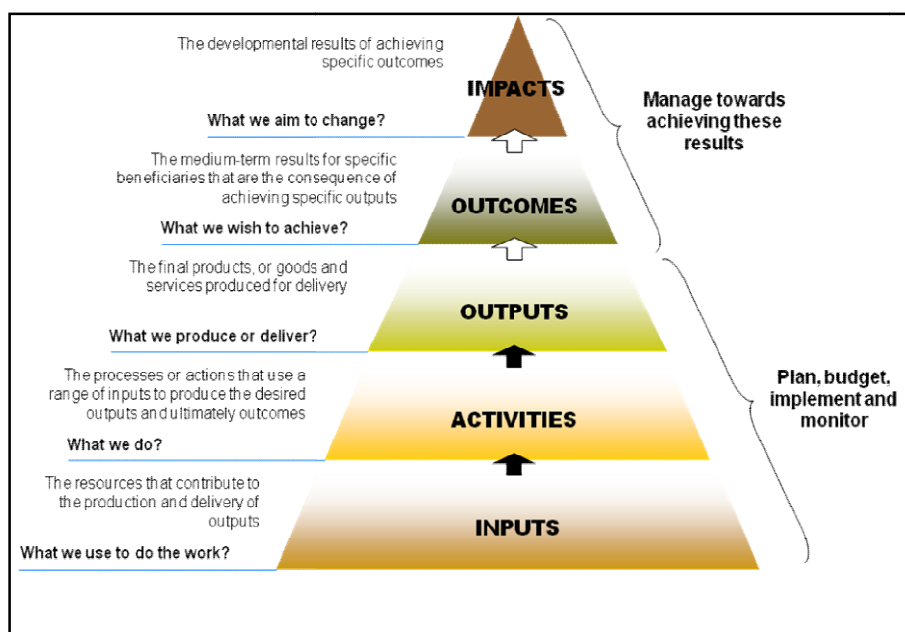 The developmental results of achieving
specific outcomes
IMPACTS
What we aim to change?
Manage towards
achieving these
results
The medium-term results for specific
beneficiaries that are the consequence of
achieving specific outputs
OUTCOMES
What we wish to achieve?
The final products, or goods and
services produced for delivery
OUTPUTS
What we produce or deliver?
The processes or actions that use a
range of inputs to produce the desired
outputs and ultimately outcomes
ACTIVITIES
What we do?
Plan, budget,
implement and
monitor
The resources that contribute to
the production and delivery of
outputs
INPUTS
What we use to do the work?